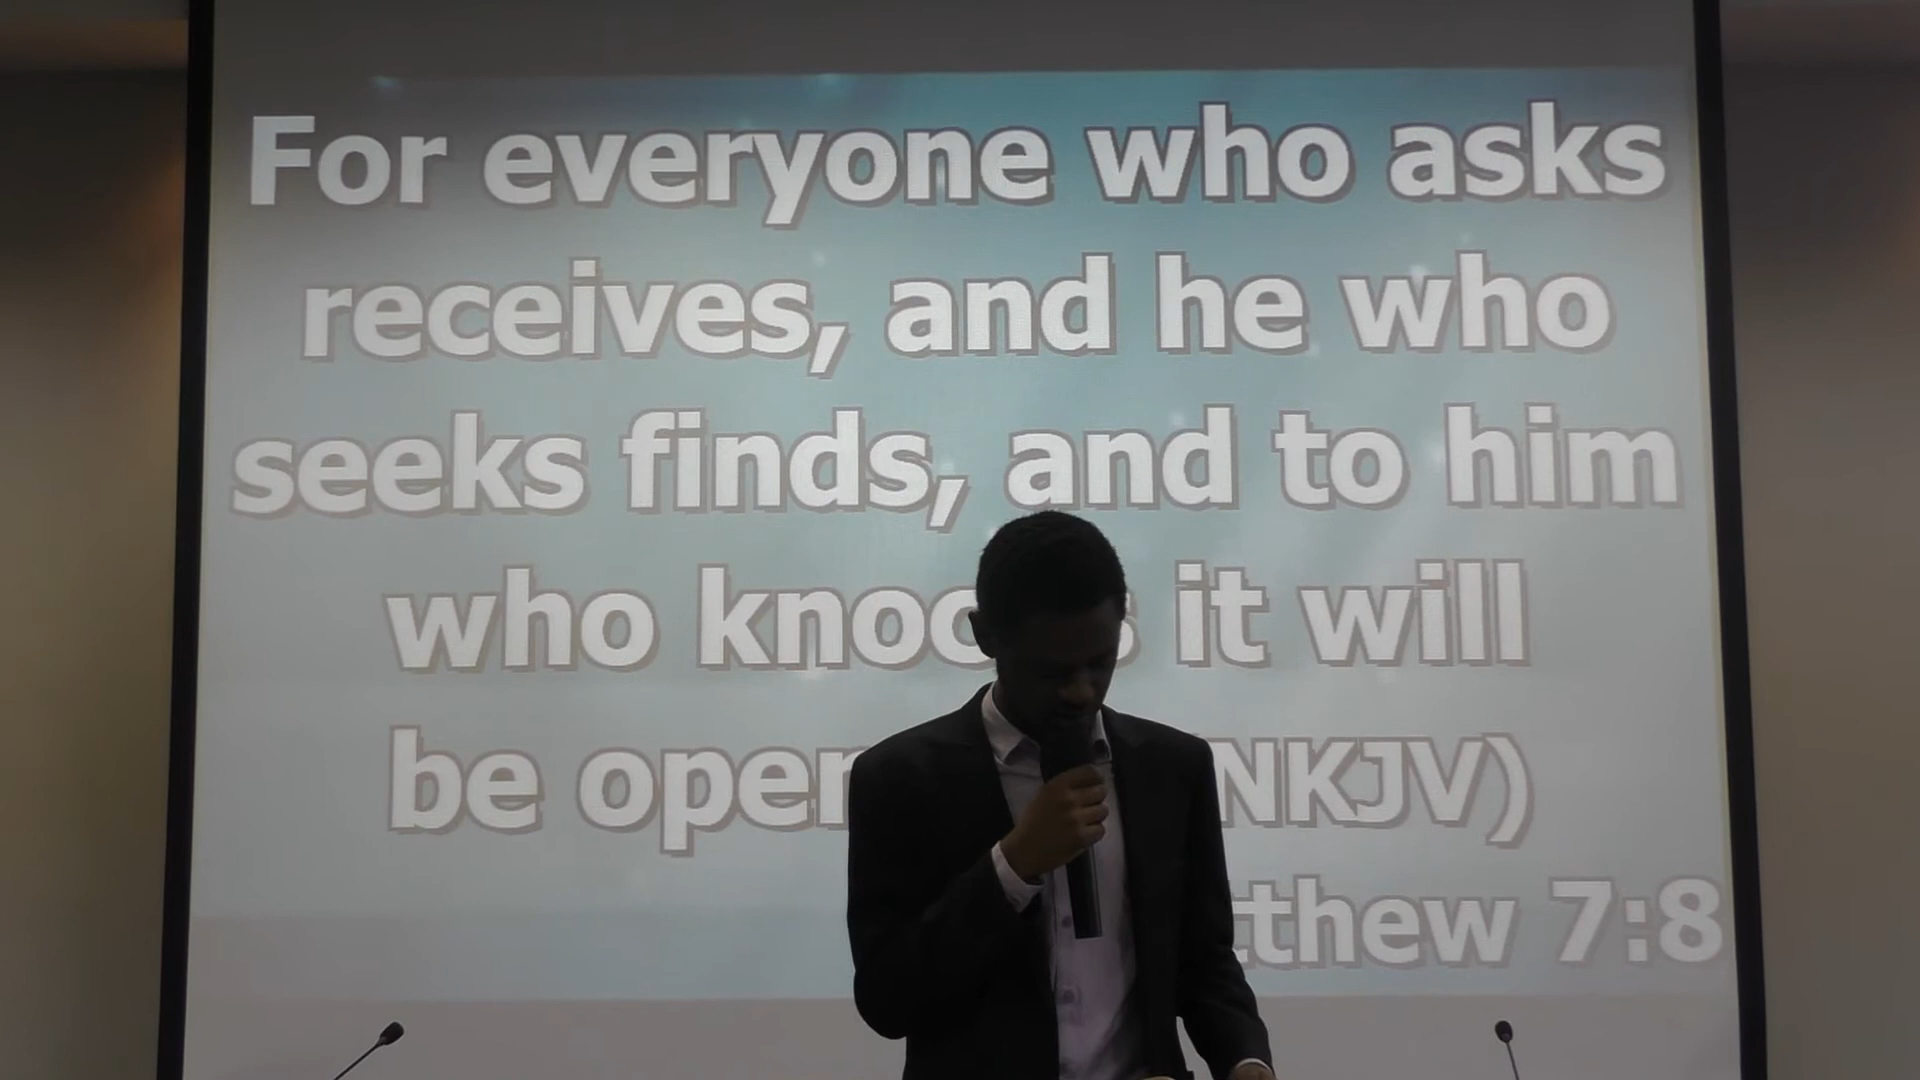 For everyone who asks
receives, and he who
seeks finds, and to him
who it will
be NKJV)
7:8